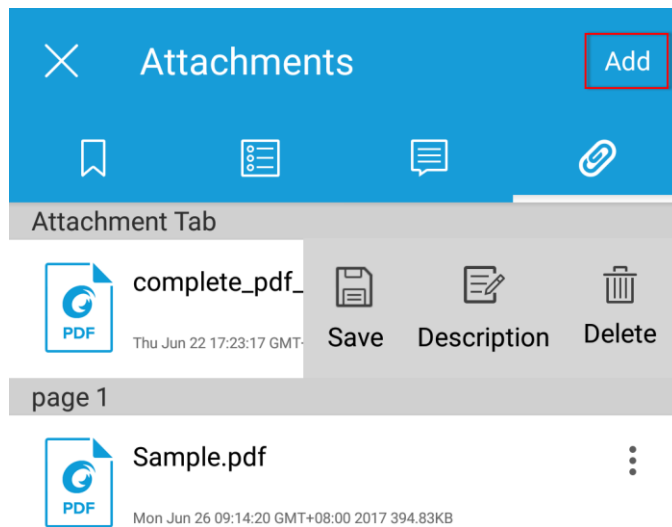 Attachments
Add
Attachment Tab
complete_pdf_
PDF
Thu Jun 22 17:23:17 GMT-
Save
Description
Delete
page 1
Sample.pdf
PDF
Mon Jun 26 09:14:20 GMT+08:00 2017 394.83KB